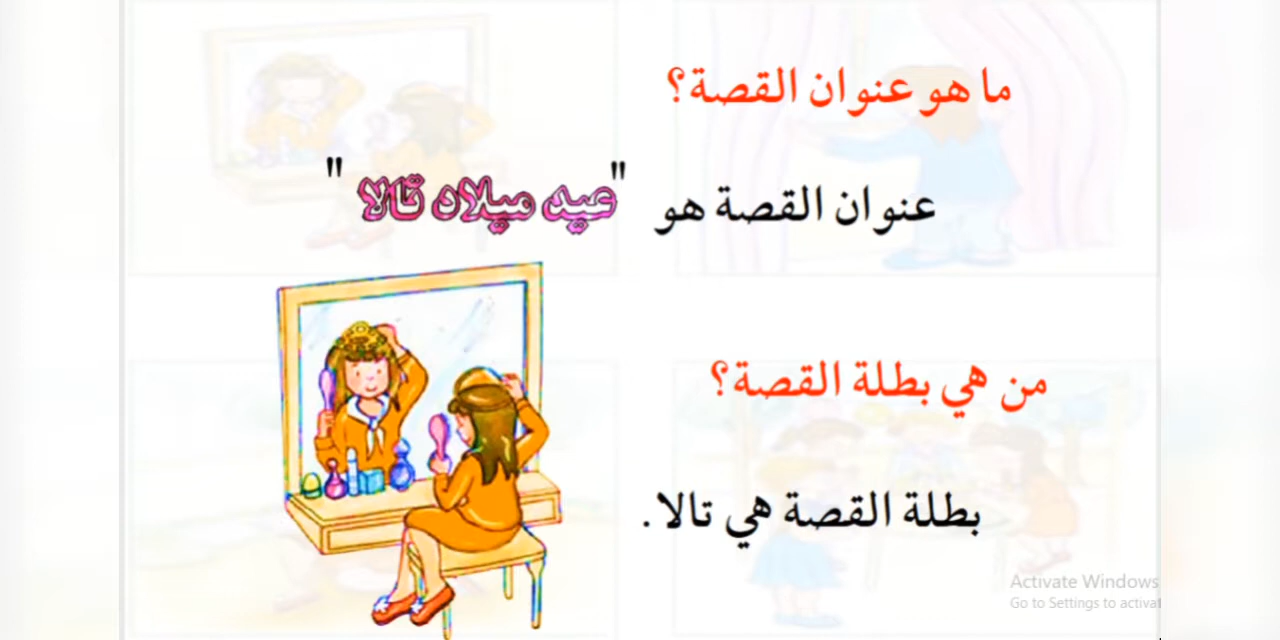 ما هو عنوان القصة؟
عنوان القصة هو "عيد ميلاد تالا"
من هي بطلة القصة؟
بطلة القصة هي تالا.
Activate Windows
Go to Settings to activat